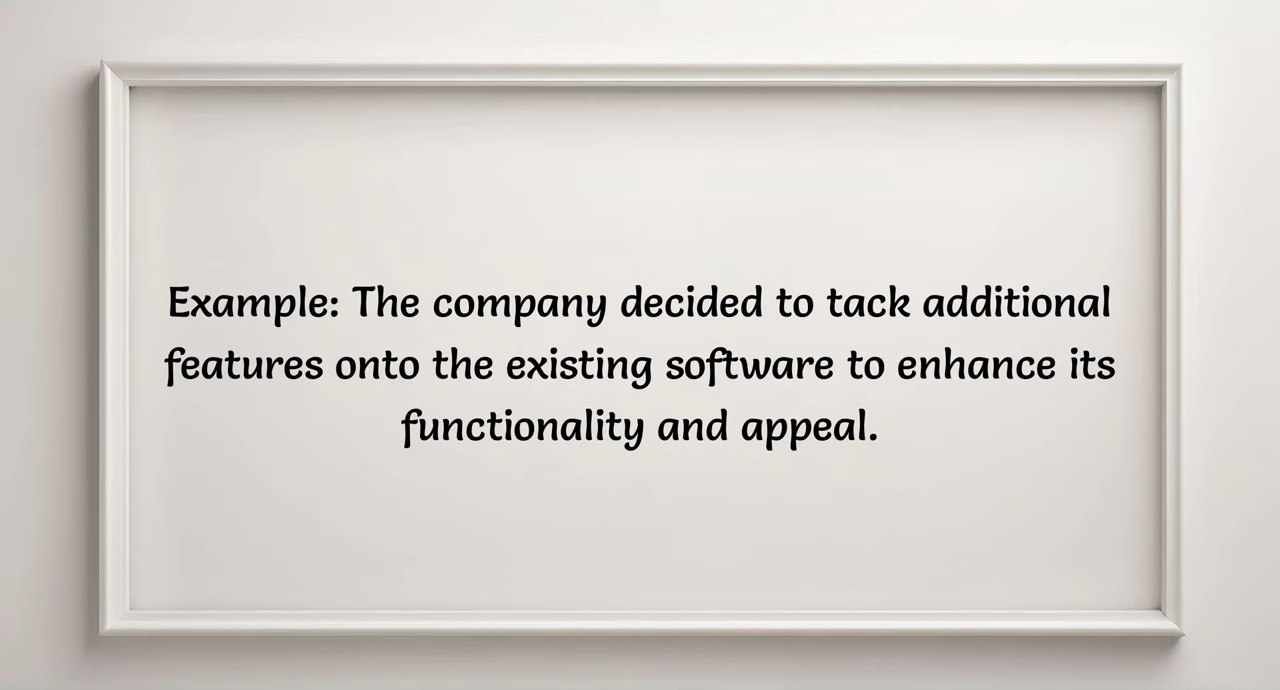 Example: The company decided to tack additional
features onto the existing software to enhance its
functionality and appeal.